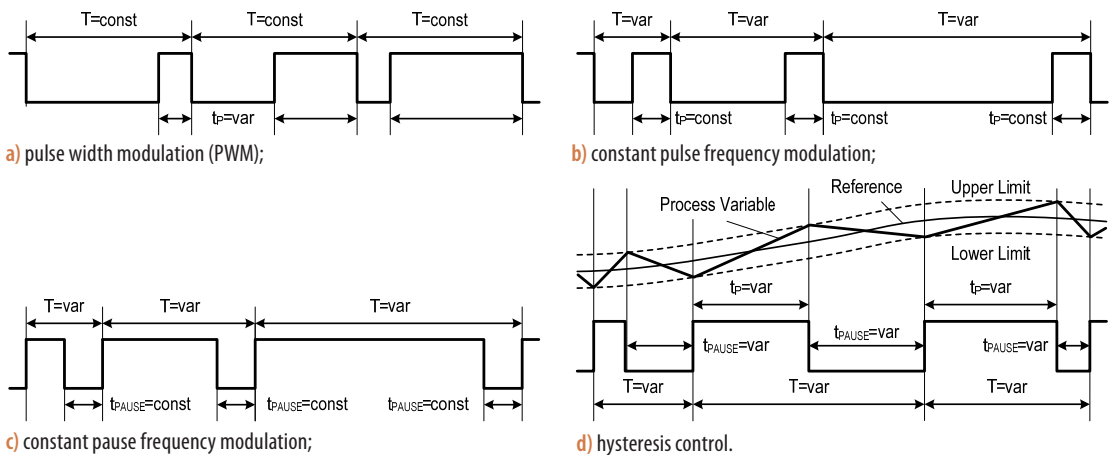 T=const T=const T=const
tP=var
a) pulse width modulation (PWM);
T=var T=var T=var
tP=const tP=const tP=const
b) constant pulse frequency modulation;
T=var T=var T=var
tPAUSE=const tPAUSE=const tPAUSE=const
c) constant pause frequency modulation;
Reference Upper Limit
Process Variable
Lower Limit
tP=var tP=var
tPAUSE=var tPAUSE=var tPAUSE=var
T=var T=var T=var
d) hysteresis control.